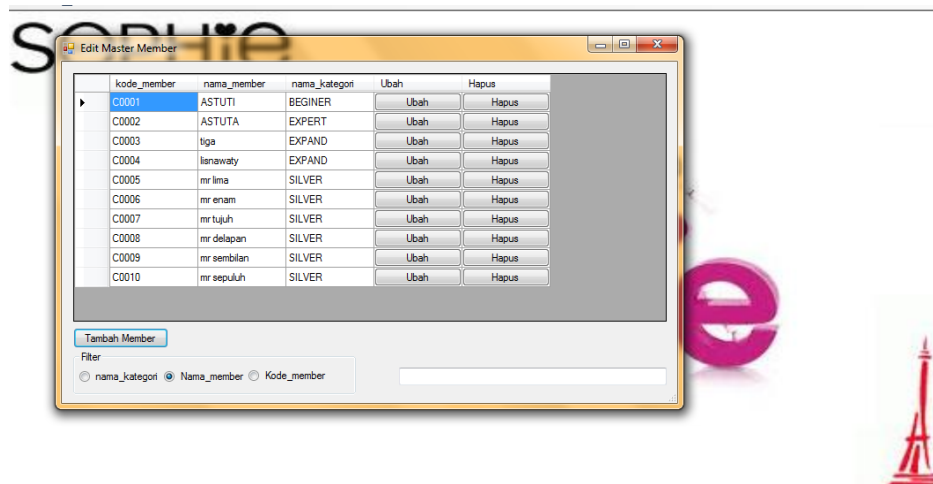 SOPHIE
Edit Master Member
kode_member nama_member nama_kategori Ubah Hapus
C0001 ASTUTI BEGINER Ubah Hapus
C0002 ASTUTA EXPERT Ubah Hapus
C0003 tiga EXPAND Ubah Hapus
C0004 lisnawaty EXPAND Ubah Hapus
C0005 mr lima SILVER Ubah Hapus
C0006 mr enam SILVER Ubah Hapus
C0007 mr tujuh SILVER Ubah Hapus
C0008 mr delapan SILVER Ubah Hapus
C0009 mr sembilan SILVER Ubah Hapus
C0010 mr sepuluh SILVER Ubah Hapus
Tambah Member
Filter
nama_kategori Nama_member Kode_member
e